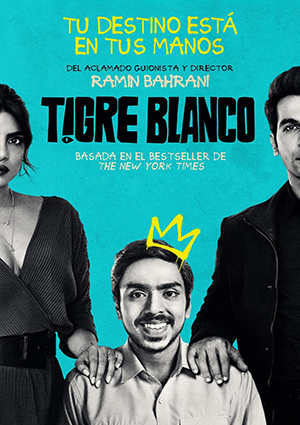 TU DESTINO ESTÁ
EN TUS MANOS
DEL ACLAMADO GUIONISTA Y DIRECTOR
RAMIN BAHRANI
TIGRE BLANCO
BASADA EN EL BESTSELLER DE
THE NEW YORK TIMES